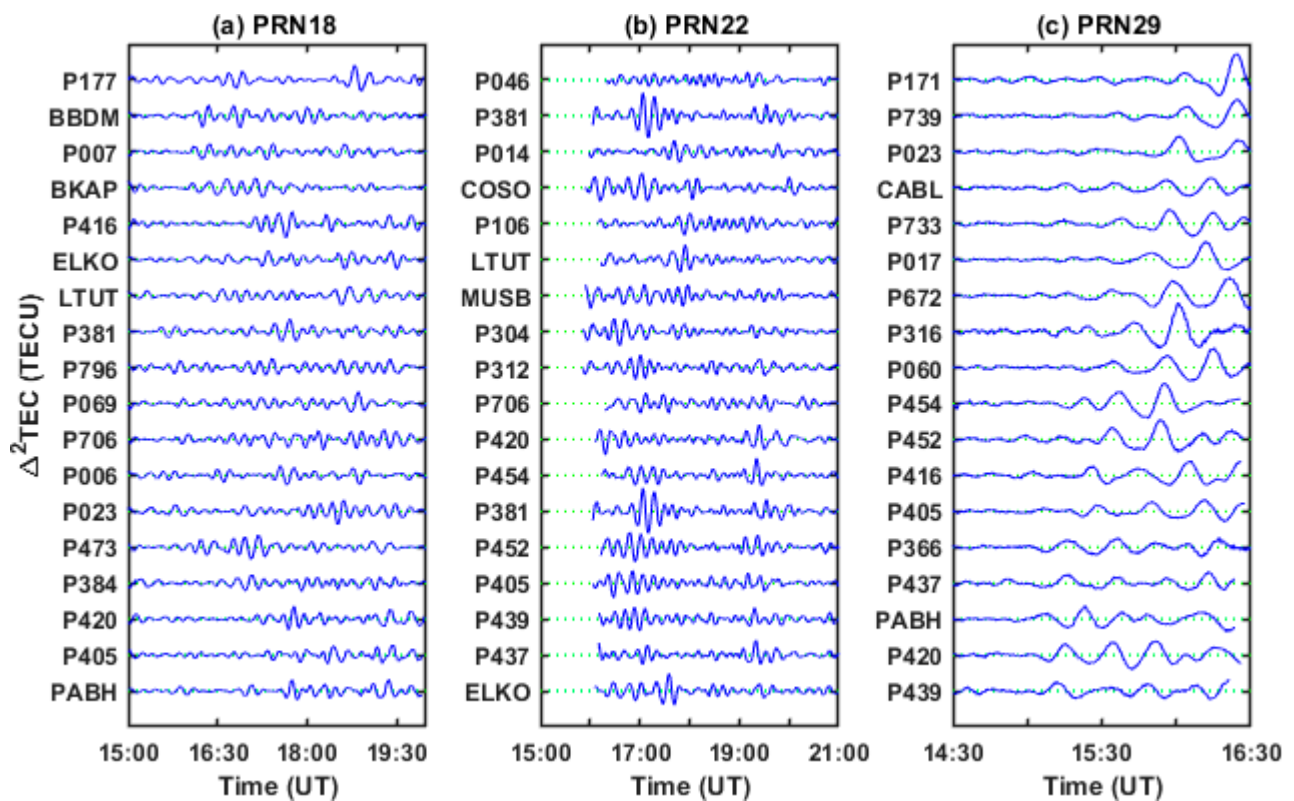 (a) PRN18
(b) PRN22
(c) PRN29
Δ²TEC (TECU)
P177
BBDM
P007
BKAP
P416
ELKO
LTUT
P381
P796
P069
P706
P006
P023
P473
P384
P420
P405
PABH
15:00 16:30 18:00 19:30
Time (UT)
P046
P381
P014
COSO
P106
LTUT
MUSB
P304
P312
P706
P420
P454
P381
P452
P405
P439
P437
ELKO
15:00 17:00 19:00 21:00
Time (UT)
P171
P739
P023
CABL
P733
P017
P672
P316
P060
P454
P452
P416
P405
P366
P437
PABH
P420
P439
14:30 15:30 16:30
Time (UT)